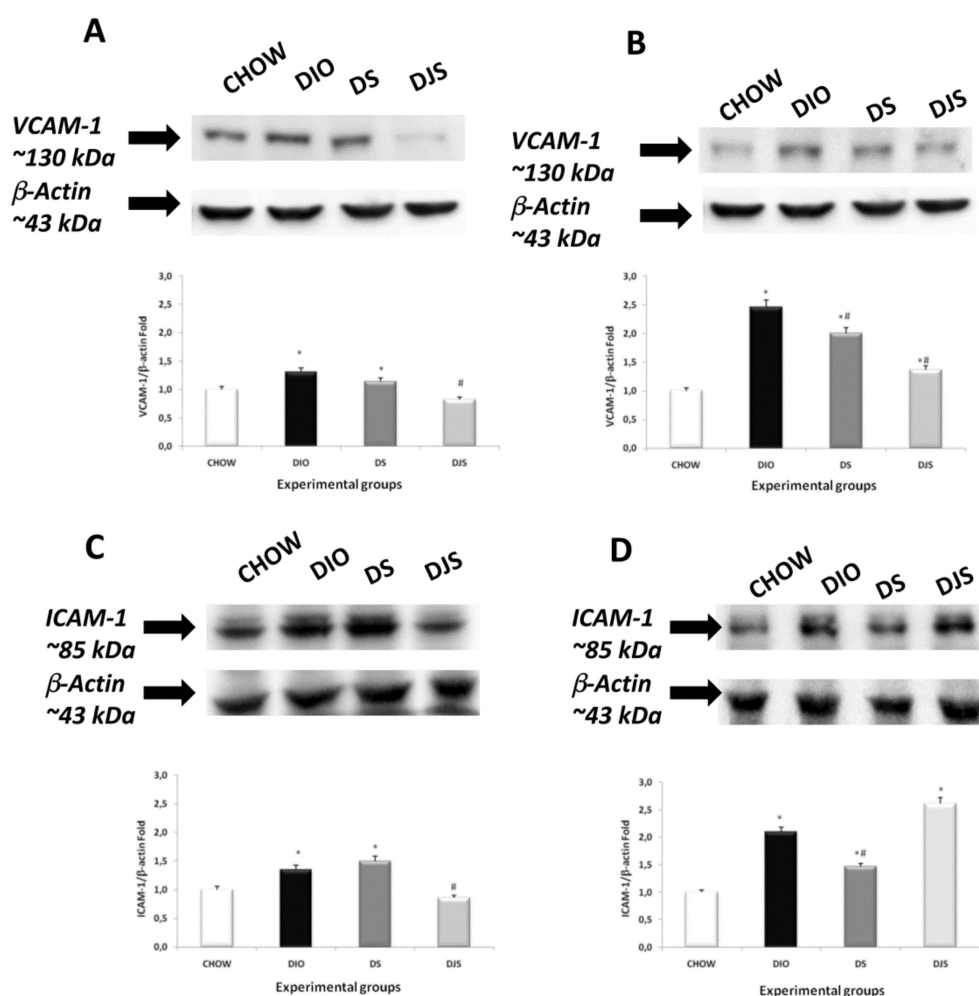 A
CHOW DIO DS DJS
VCAM-1
~130 kDa
β-Actin
~43 kDa
VCAM-1/β-actin Fold
3,0
2,5
2,0
1,5
1,0
0,5
0,0
* * #
CHOW DIO DS DJS
Experimental groups
B
CHOW DIO DS DJS
VCAM-1
~130 kDa
β-Actin
~43 kDa
VCAM-1/β-actin Fold
3,0
2,5
2,0
1,5
1,0
0,5
0,0
* *# *#
CHOW DIO DS DJS
Experimental groups
C
CHOW DIO DS DJS
ICAM-1
~85 kDa
β-Actin
~43 kDa
ICAM-1/β-actin Fold
3,0
2,5
2,0
1,5
1,0
0,5
0,0
* * #
CHOW DIO DS DJS
Experimental groups
D
CHOW DIO DS DJS
ICAM-1
~85 kDa
β-Actin
~43 kDa
ICAM-1/β-actin Fold
3,0
2,5
2,0
1,5
1,0
0,5
0,0
* *# *
CHOW DIO DS DJS
Experimental groups